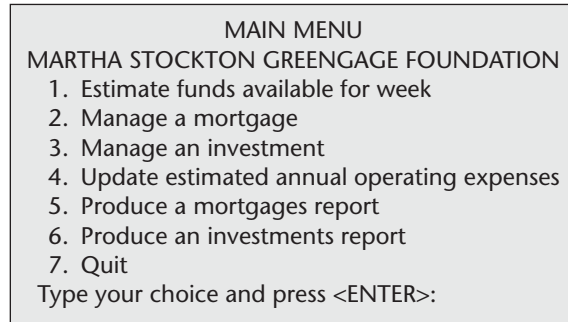 MAIN MENU
MARTHA STOCKTON GREENGAGE FOUNDATION
1. Estimate funds available for week
2. Manage a mortgage
3. Manage an investment
4. Update estimated annual operating expenses
5. Produce a mortgages report
6. Produce an investments report
7. Quit
Type your choice and press <ENTER>: